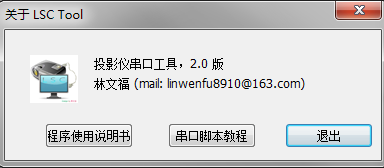 关于 LSC Tool
投影仪串口工具，2.0 版
林文福 (mail: linwenfu8910@163.com)
程序使用说明书
串口脚本教程
退出